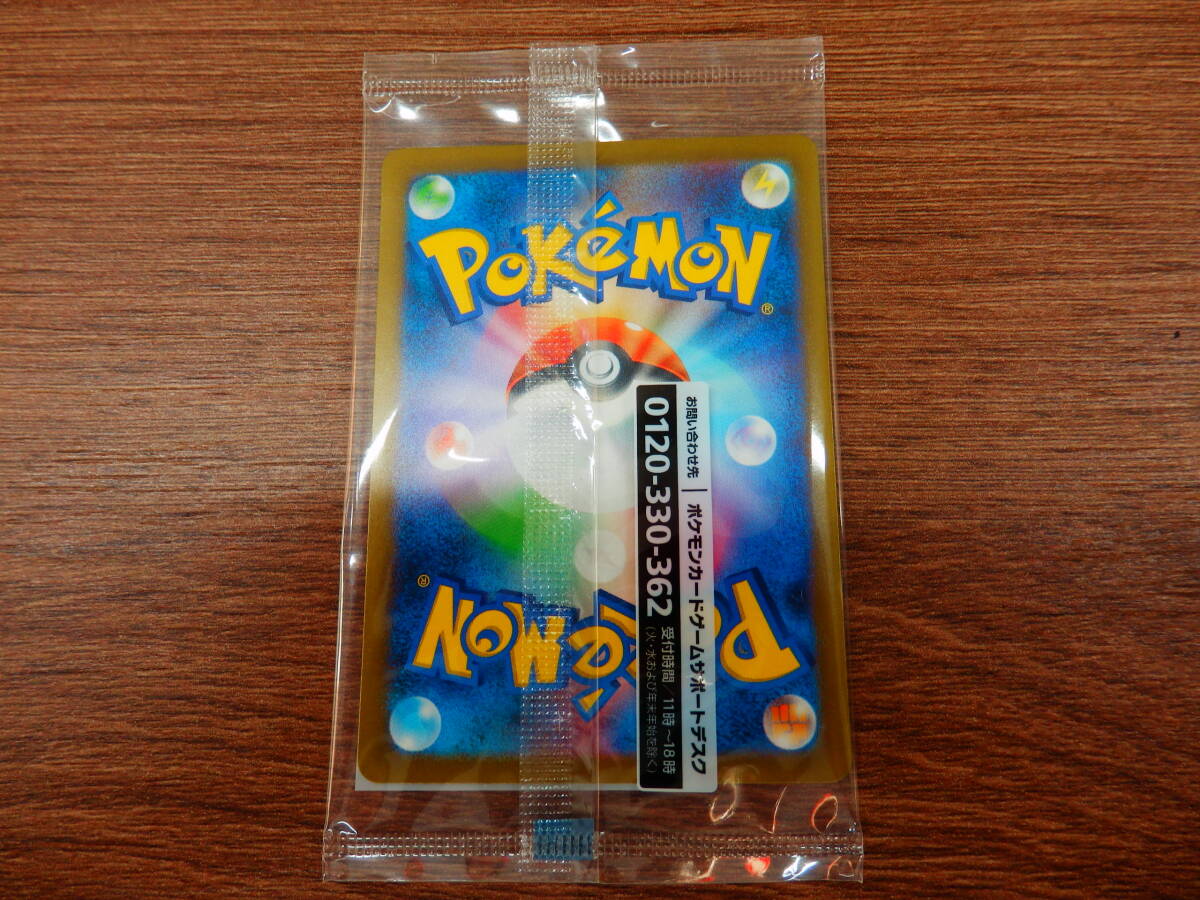 POKéMON
®
お問い合わせ先 | ポケモンカードゲームサポートデスク
0120-330-362 受付時間/11時～18時
(火・水および年末年始を除く)
POKéMON
®